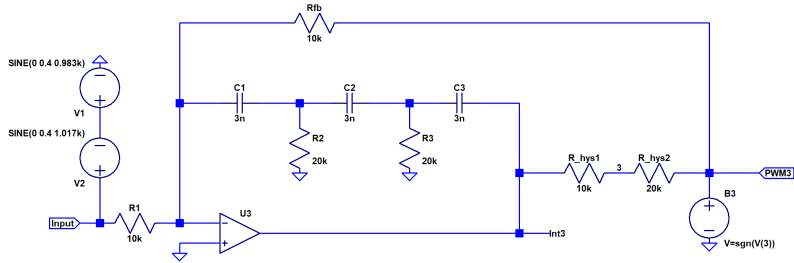 Rfb
10k
SINE(0 0.4 0.983k)
V1
C1
3n
C2
3n
C3
3n
SINE(0 0.4 1.017k)
V2
R2
20k
R3
20k
R_hys1
10k
3
R_hys2
20k
PWM3
Input
R1
10k
U3
Int3
B3
V=sgn(V(3))